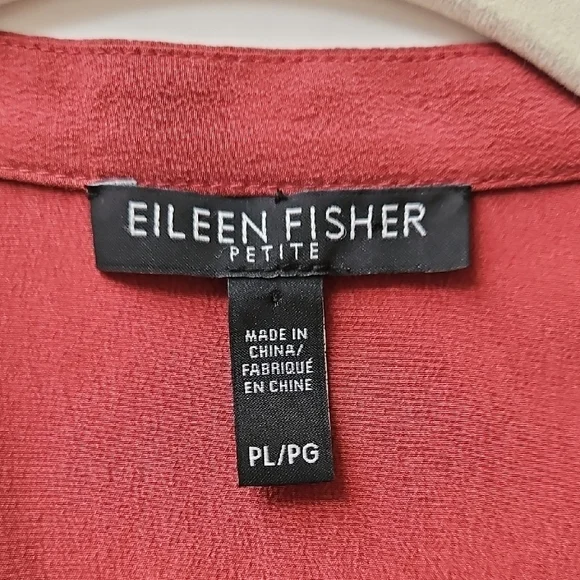 EILEEN FISHER
PETITE
MADE IN
CHINA/
FABRIQUÉ
EN CHINE
PL/PG